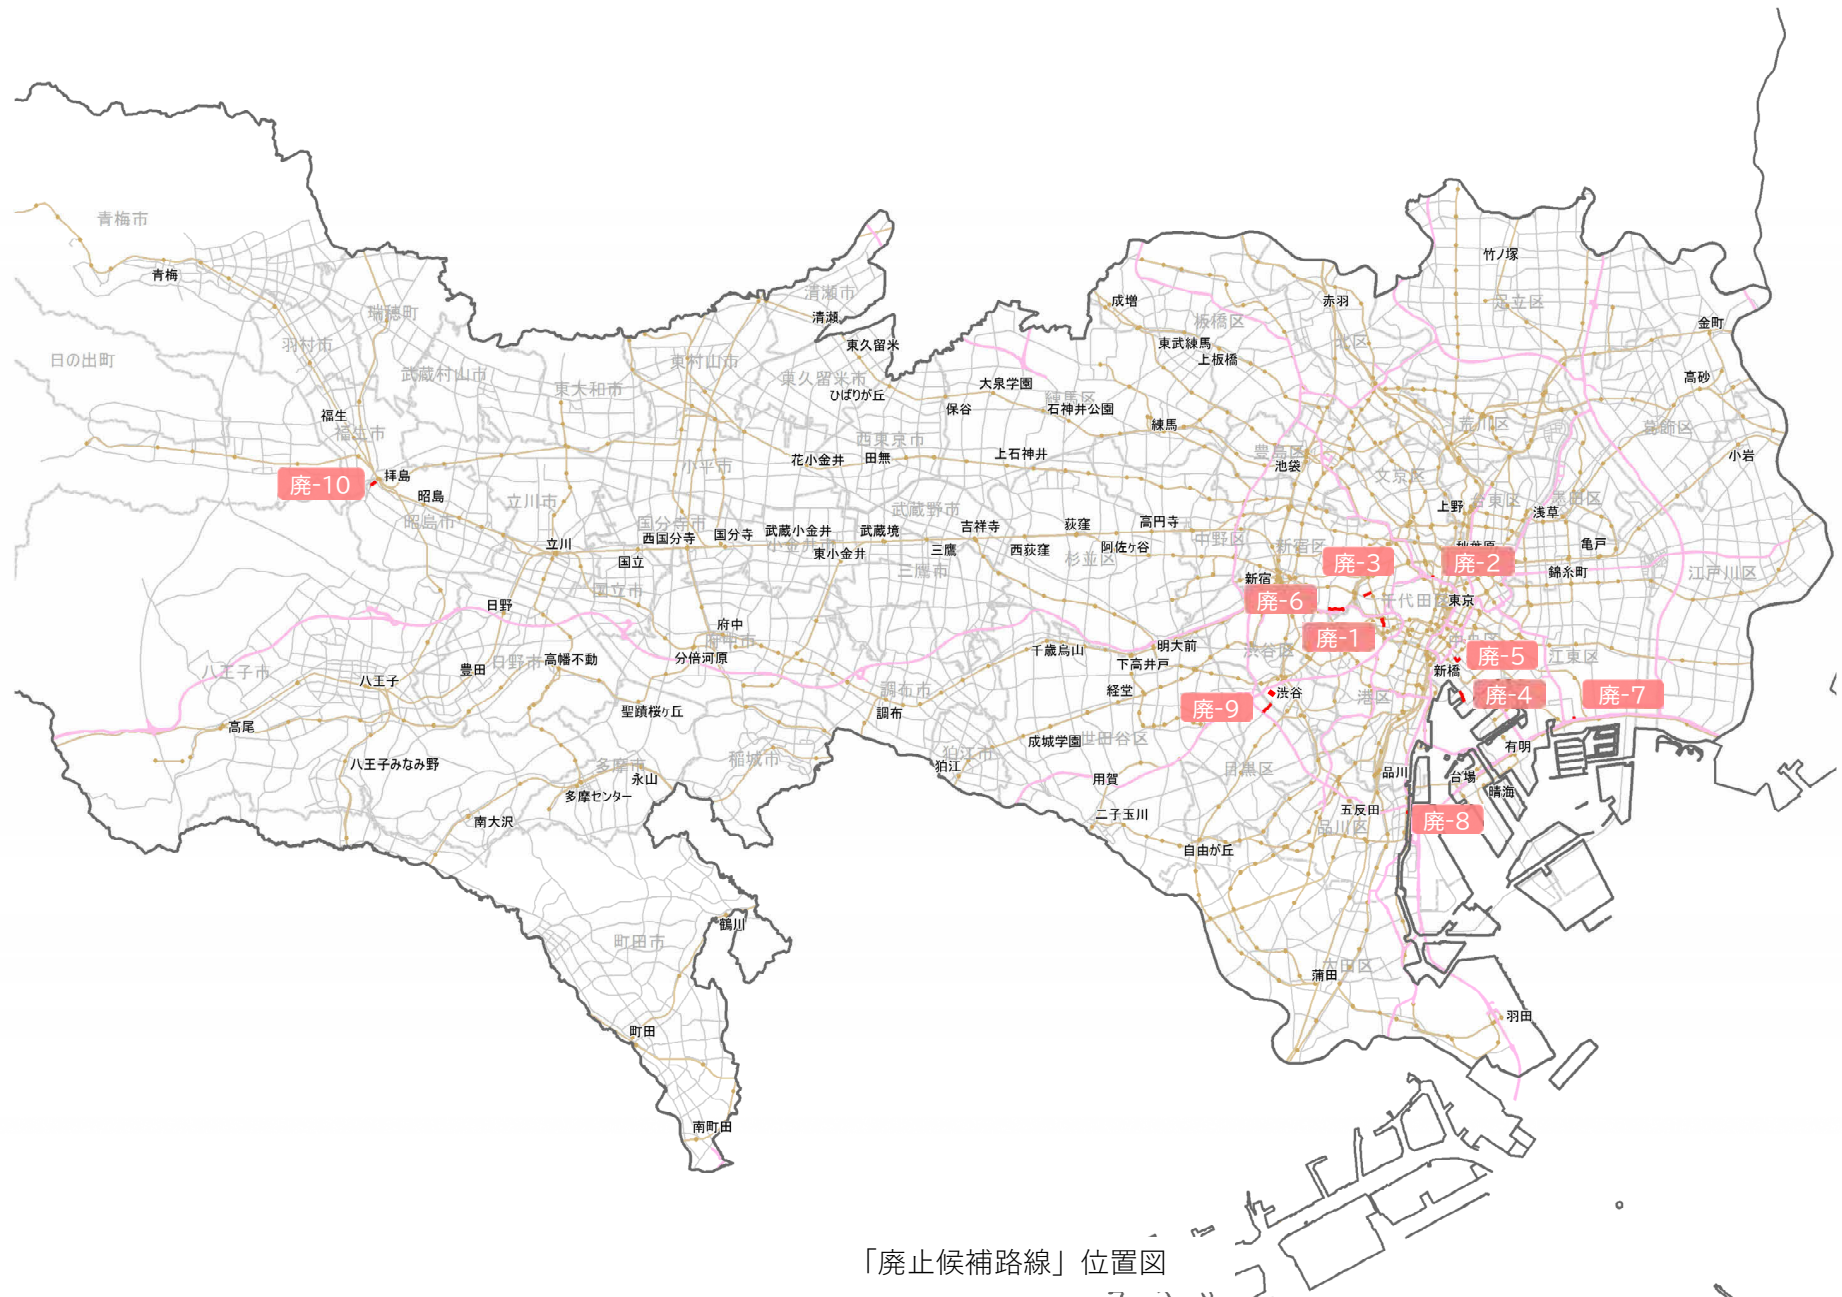 青梅市
青梅
竹ノ塚
足立区
清瀬市
清瀬
成増
赤羽
瑞穂町
羽村市
日の出町
武蔵村山市
東大和市
東村山市
東久留米
東久留米市
ひばりが丘
板橋区
東武練馬
上板橋
北区
金町
高砂
大泉学園
練馬区
保谷
石神井公園
練馬
福生
福生市
西東京市
荒川区
葛飾区
小岩
花小金井
田無
上石神井
豊島区
池袋
小平市
文京区
廃-10
拝島
昭島
昭島市
立川市
国分寺市
西国分寺
国分寺
武蔵小金井
小金井市
東小金井
武蔵野市
武蔵境
吉祥寺
三鷹
三鷹市
西荻窪
荻窪
杉並区
阿佐ヶ谷
高円寺
中野区
新宿区
上野
台東区
浅草
墨田区
亀戸
秋葉原
錦糸町
江戸川区
立川
国立
国立市
廃-3
廃-2
新宿
廃-6
千代田区
東京
廃-1
中央区
日野
府中
府中市
分倍河原
千歳烏山
明大前
下高井戸
渋谷区
廃-5
江東区
新橋
八王子市
八王子
豊田
日野市
高幡不動
聖蹟桜ヶ丘
調布市
調布
経堂
廃-9
渋谷
港区
廃-4
廃-7
高尾
八王子みなみ野
多摩市
永山
多摩センター
稲城市
狛江市
狛江
成城学園
世田谷区
用賀
目黒区
品川
有明
台場
晴海
南大沢
二子玉川
五反田
品川区
廃-8
自由が丘
鶴川
町田市
蒲田
大田区
羽田
町田
南町田
「廃止候補路線」位置図